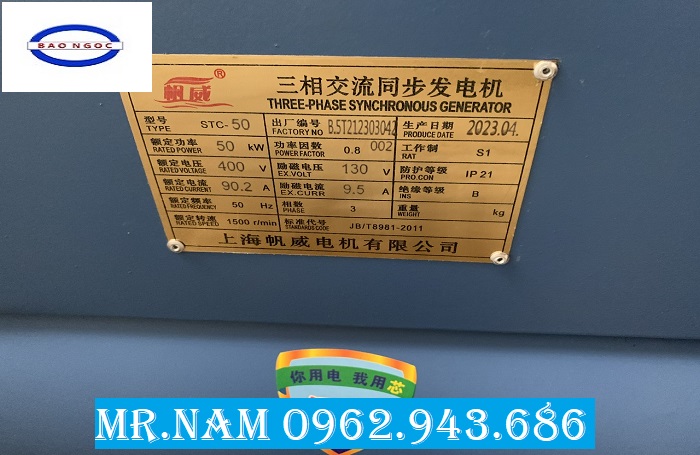 BAO NGOC
帆威®
三相交流同步发电机
THREE-PHASE SYNCHRONOUS GENERATOR
型号 TYPE STC-50 出厂编号 FACTORY NO B.5T212303042 生产日期 PRODUCE DATE 2023.04.
额定功率 RATED POWER 50 kW 功率因数 POWER FACTOR 0.8 002 工作制 RAT S1
额定电压 RATED VOLTAGE 400 V 励磁电压 EX.VOLT 130 V 防护等级 PRO.CON IP 21
额定电流 RATED CURRENT 90.2 A 励磁电流 EX.CURR 9.5 A 绝缘等级 INS B
额定频率 RATED FREQUENCY 50 Hz 相数 PHASE 3 重量 WEIGHT kg
额定转速 RATED SPEED 1500 r/min 标准代号 STANDARDS CODE JB/T8981-2011
上海帆威电机有限公司
你用电 我用芯
MR.NAM 0962.943.686